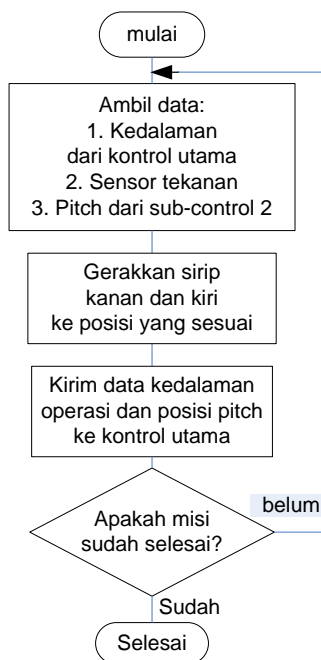 mulai
Ambil data:
1. Kedalaman
dari kontrol utama
2. Sensor tekanan
3. Pitch dari sub-control 2
Gerakkan sirip
kanan dan kiri
ke posisi yang sesuai
Kirim data kedalaman
operasi dan posisi pitch
ke kontrol utama
Apakah misi
sudah selesai?
belum
Sudah
Selesai